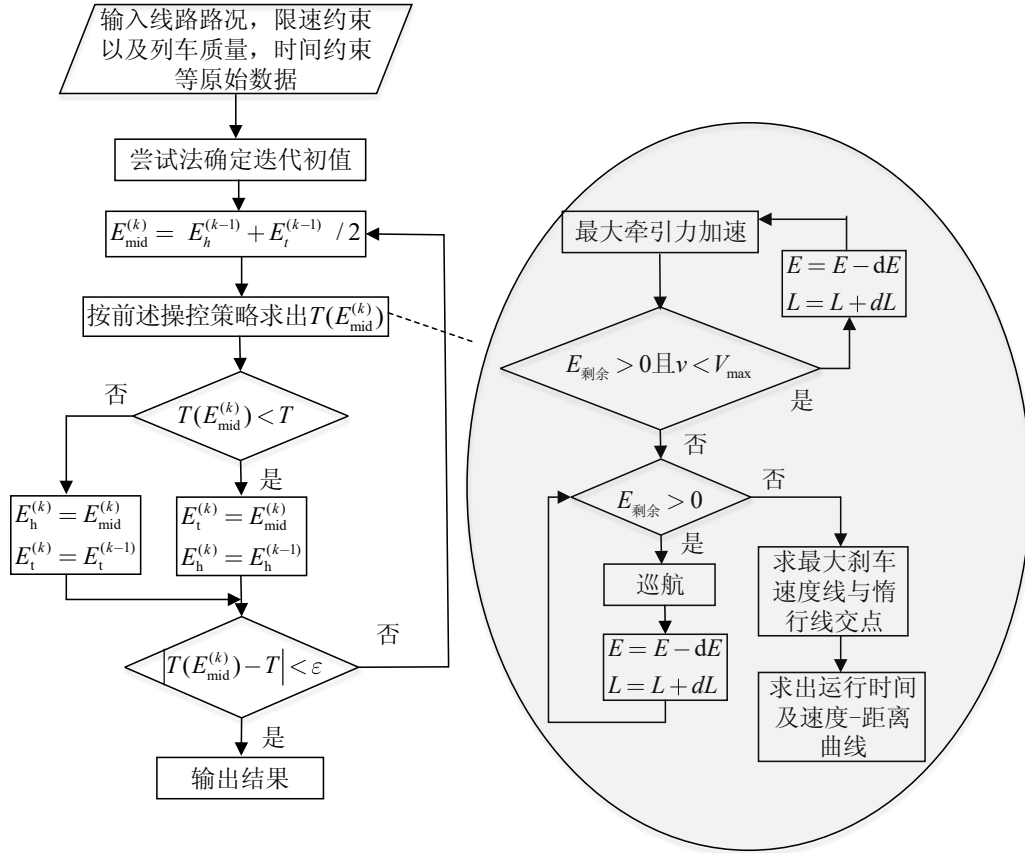 输入线路路况，限速约束
以及列车质量，时间约束
等原始数据
尝试法确定迭代初值
E_mid^(k) = E_h^(k-1) + E_t^(k-1) /2
按前述操控策略求出T(E_mid^(k))
T(E_mid^(k)) < T
否
是
E_h^(k) = E_mid^(k)
E_t^(k) = E_t^(k-1)
E_t^(k) = E_mid^(k)
E_h^(k) = E_h^(k-1)
|T(E_mid^(k)) − T| < ε
否
是
输出结果
最大牵引力加速
E = E − dE
L = L + dL
E_剩余 > 0且v < V_max
是
否
E_剩余 > 0
否
是
巡航
E = E − dE
L = L + dL
求最大刹车
速度线与惰
行线交点
求出运行时间
及速度-距离
曲线